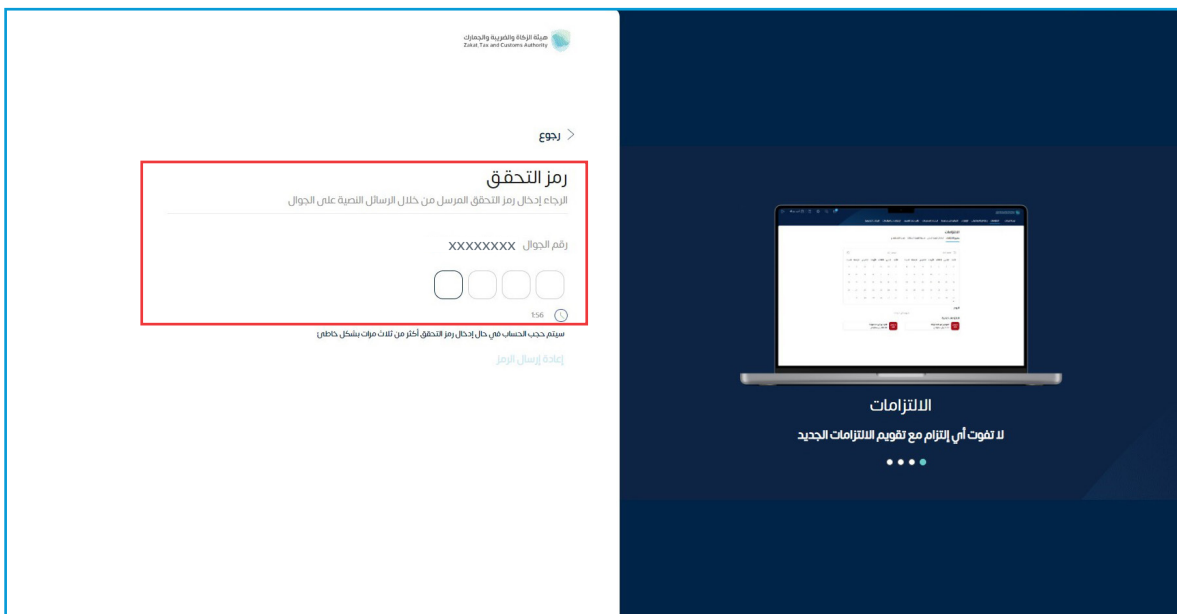 هيئة الزكاة والضريبة والجمارك
Zakat, Tax and Customs Authority
رجوع
رمز التحقق
الرجاء إدخال رمز التحقق المرسل من خلال الرسائل النصية على الجوال
رقم الجوال XXXXXXXX
1:56
سيتم حجب الحساب في حال إدخال رمز التحقق أكثر من ثلاث مرات بشكل خاطئ
إعادة إرسال الرمز
الالتزامات
الالتزامات
لا تفوت أي إلتزام مع تقويم الالتزامات الجديد